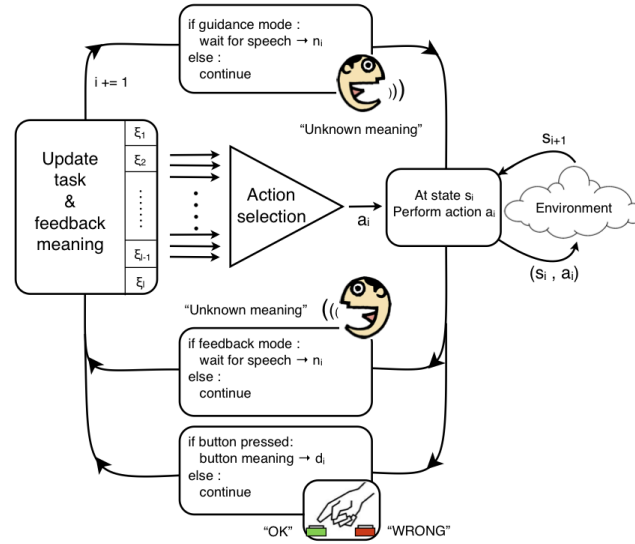 if guidance mode :
wait for speech → nᵢ
else :
continue
i += 1
"Unknown meaning"
Update
task
&
feedback
meaning
ξ₁
ξ₂
ξⱼ₋₁
ξⱼ
Action
selection
aᵢ
At state sᵢ
Perform action aᵢ
sᵢ₊₁
Environment
(sᵢ , aᵢ)
"Unknown meaning"
if feedback mode :
wait for speech → nᵢ
else :
continue
if button pressed:
button meaning → dᵢ
else :
continue
"OK"
"WRONG"